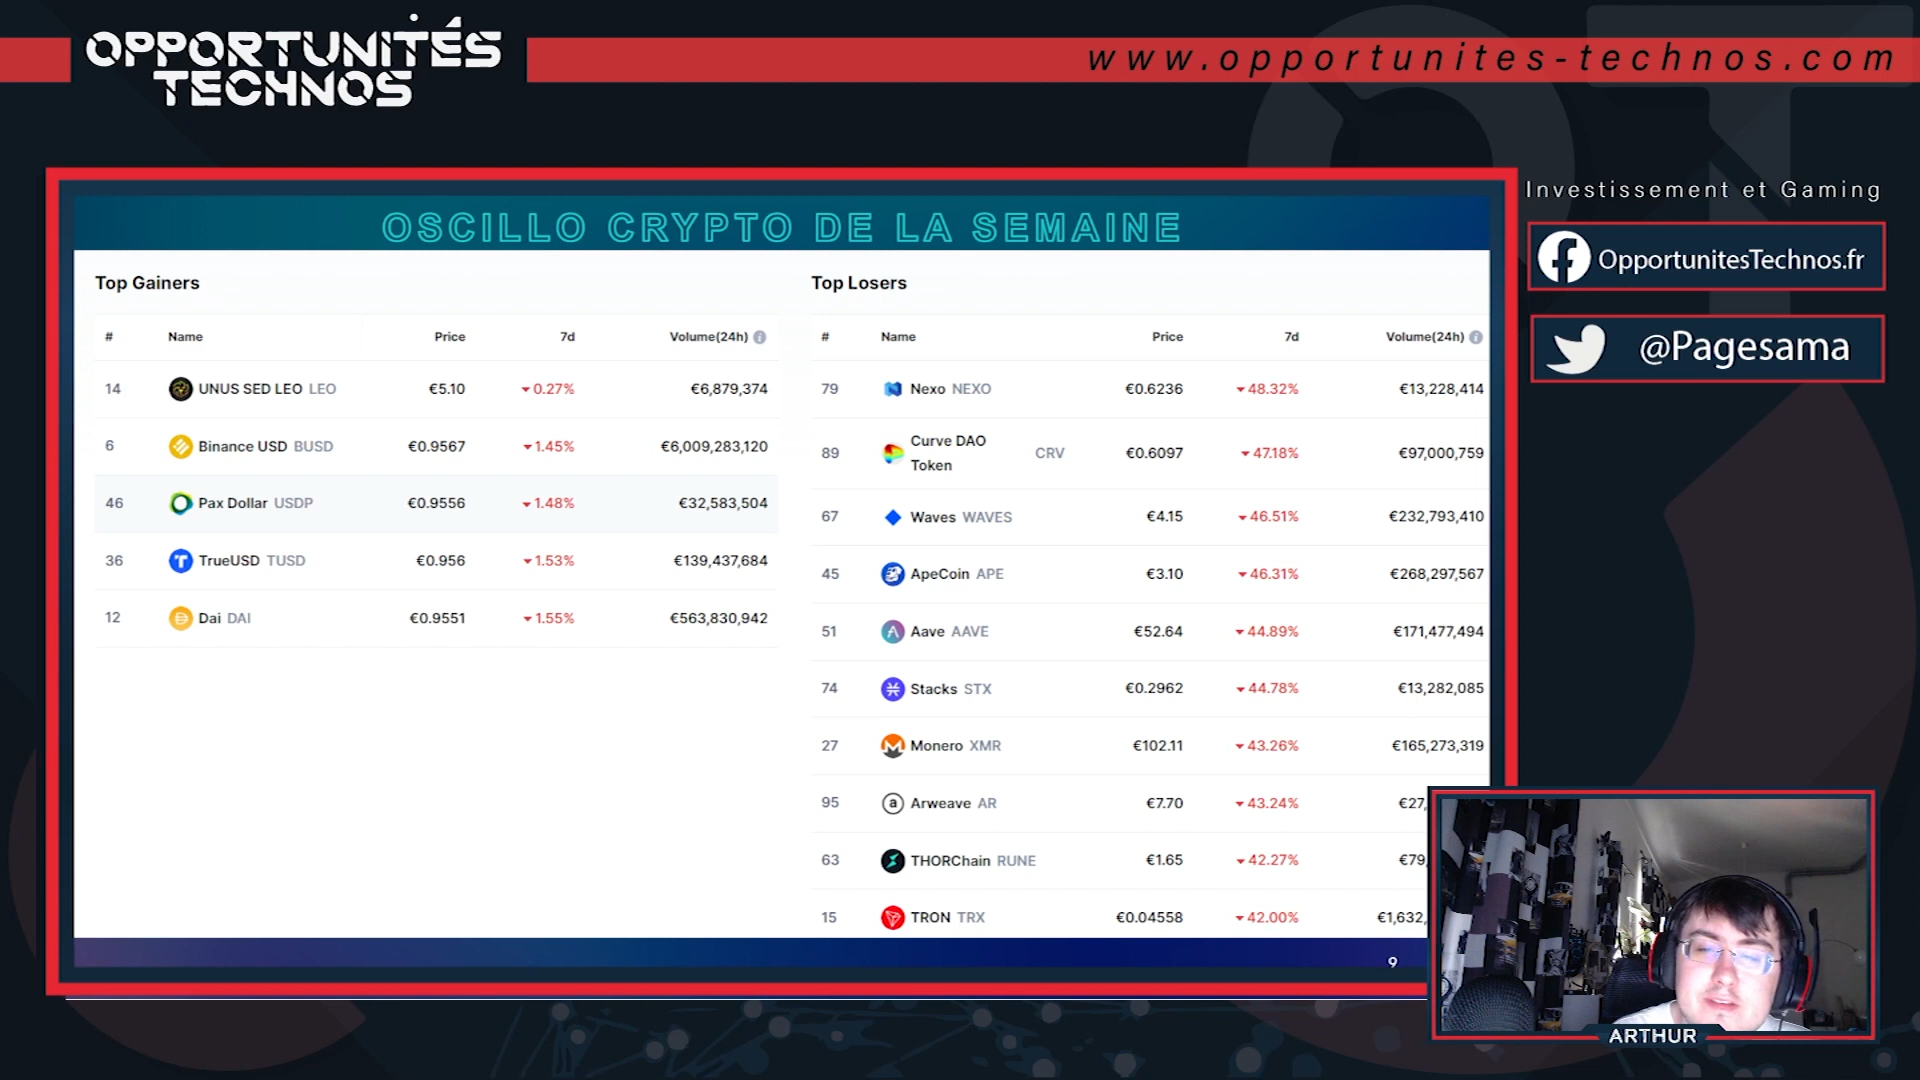 OPPORTUNITÉS
TECHNOS
www.opportunites-technos.com
Investissement et Gaming
OpportunitesTechnos.fr
@Pagesama
OSCILLO CRYPTO DE LA SEMAINE
Top Gainers
# Name Price 7d Volume(24h)
14 UNUS SED LEO LEO €5.10 0.27% €6,879,374
6 Binance USD BUSD €0.9567 1.45% €6,009,283,120
46 Pax Dollar USDP €0.9556 1.48% €32,583,504
36 TrueUSD TUSD €0.956 1.53% €139,437,684
12 Dai DAI €0.9551 1.55% €563,830,942
Top Losers
# Name Price 7d Volume(24h)
79 Nexo NEXO €0.6236 48.32% €13,228,414
89 Curve DAO Token CRV €0.6097 47.18% €97,000,759
67 Waves WAVES €4.15 46.51% €232,793,410
45 ApeCoin APE €3.10 46.31% €268,297,567
51 Aave AAVE €52.64 44.89% €171,477,494
74 Stacks STX €0.2962 44.78% €13,282,085
27 Monero XMR €102.11 43.26% €165,273,319
95 Arweave AR €7.70 43.24% €27,
63 THORChain RUNE €1.65 42.27% €79,
15 TRON TRX €0.04558 42.00% €1,632,
9
ARTHUR